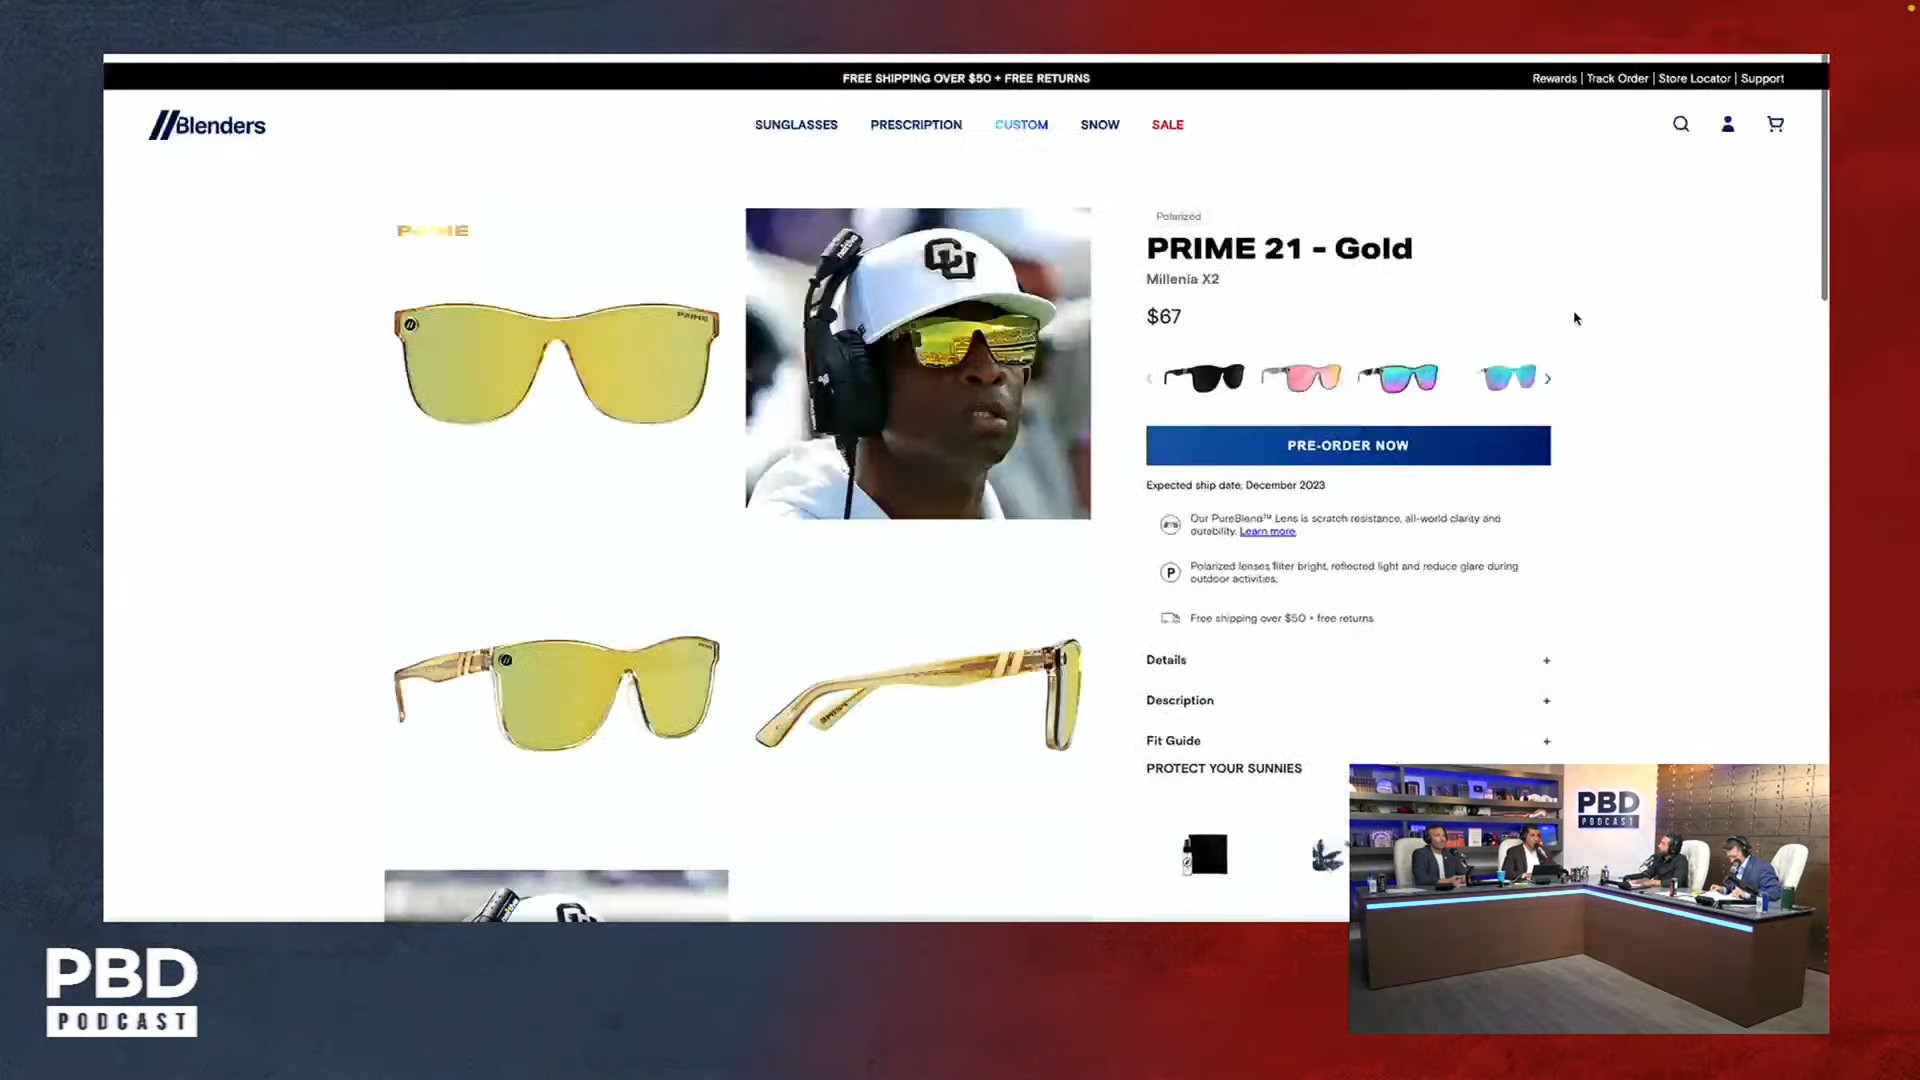 FREE SHIPPING OVER $50 + FREE RETURNS
Rewards | Track Order | Store Locator | Support
Blenders
SUNGLASSES PRESCRIPTION CUSTOM SNOW SALE
PRIME
PRIME
CU
Polarized
PRIME 21 - Gold
Millenia X2
$67
PRE-ORDER NOW
Expected ship date: December 2023
Our PureBlend™ Lens is scratch resistance, all-world clarity and
durability. Learn more.
P
Polarized lenses filter bright, reflected light and reduce glare during
outdoor activities.
Free shipping over $50 + free returns
Details +
Description +
Fit Guide +
PROTECT YOUR SUNNIES
PBD
PODCAST
PBD
PODCAST